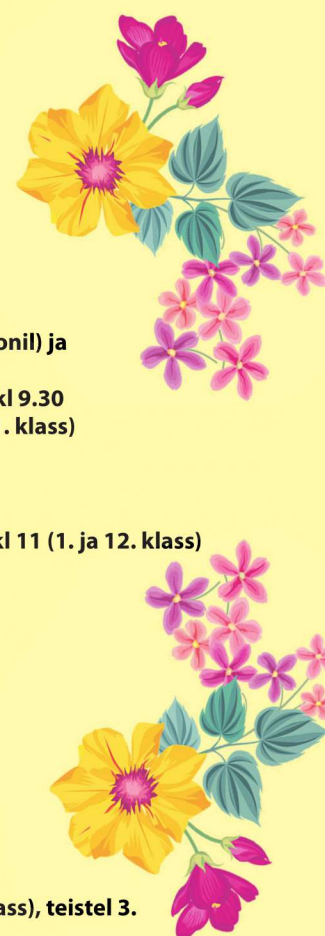 onil) ja
kl 9.30
. klass)
kl 11 (1. ja 12. klass)
ass), teistel 3.